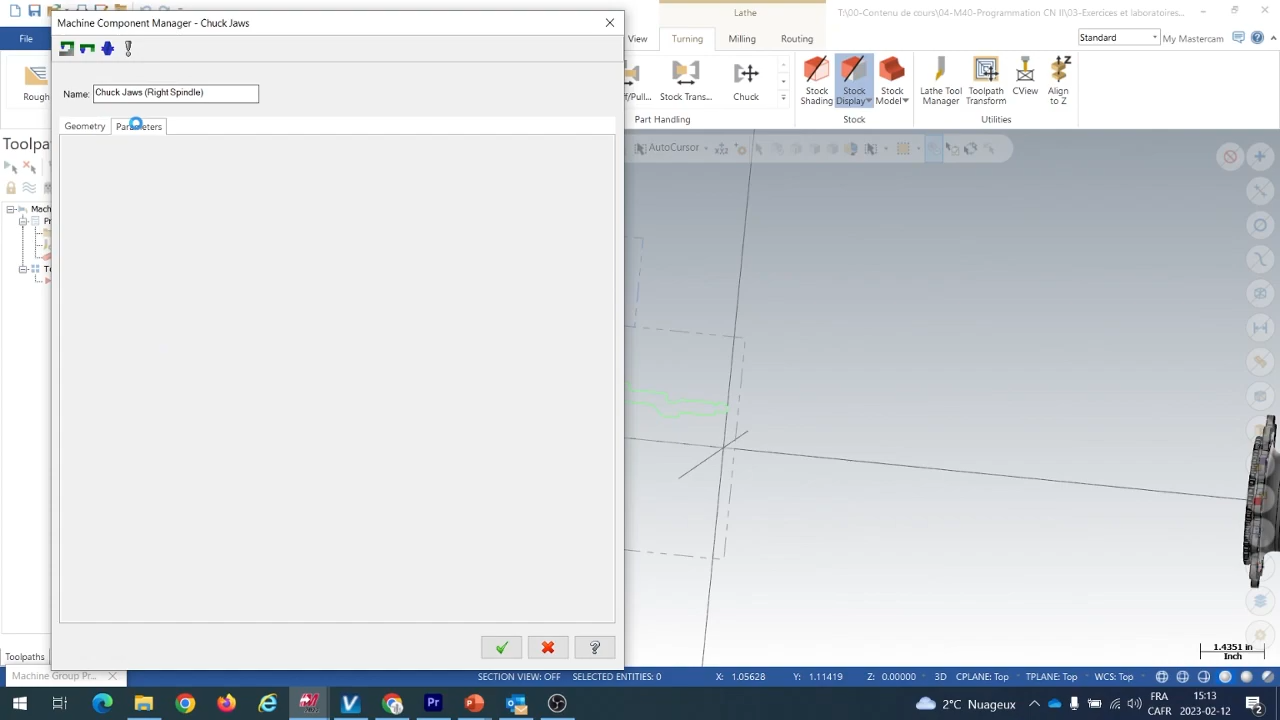 Machine Component Manager - Chuck Jaws
Lathe
T:\00-Contenu de cours\04-M40-Programmation CN II\03-Exercices et laboratoires...
File
View
Turning
Milling
Routing
Standard
My Mastercam
Rough
Stock Trans...
Chuck
Stock Shading
Stock Display
Stock Model
Lathe Tool Manager
Toolpath Transform
CView
Align to Z
Part Handling
Stock
Utilities
Name:
Chuck Jaws (Right Spindle)
Geometry
Parameters
AutoCursor
Toolpath
Mach
1.4351 in
Inch
Toolpaths
Machine Group Pr...
SECTION VIEW: OFF
SELECTED ENTITIES: 0
X: 1.05628
Y: 1.11419
Z: 0.00000
3D
CPLANE: Top
TPLANE: Top
WCS: Top
2°C Nuageux
FRA
CAFR
15:13
2023-02-12
2